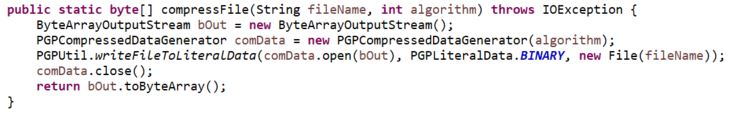 public static byte[] compressFile(String fileName, int algorithm) throws IOException {
    ByteArrayOutputStream bOut = new ByteArrayOutputStream();
    PGPCompressedDataGenerator comData = new PGPCompressedDataGenerator(algorithm);
    PGPUtil.writeFileToLiteralData(comData.open(bOut), PGPLiteralData.BINARY, new File(fileName));
    comData.close();
    return bOut.toByteArray();
}